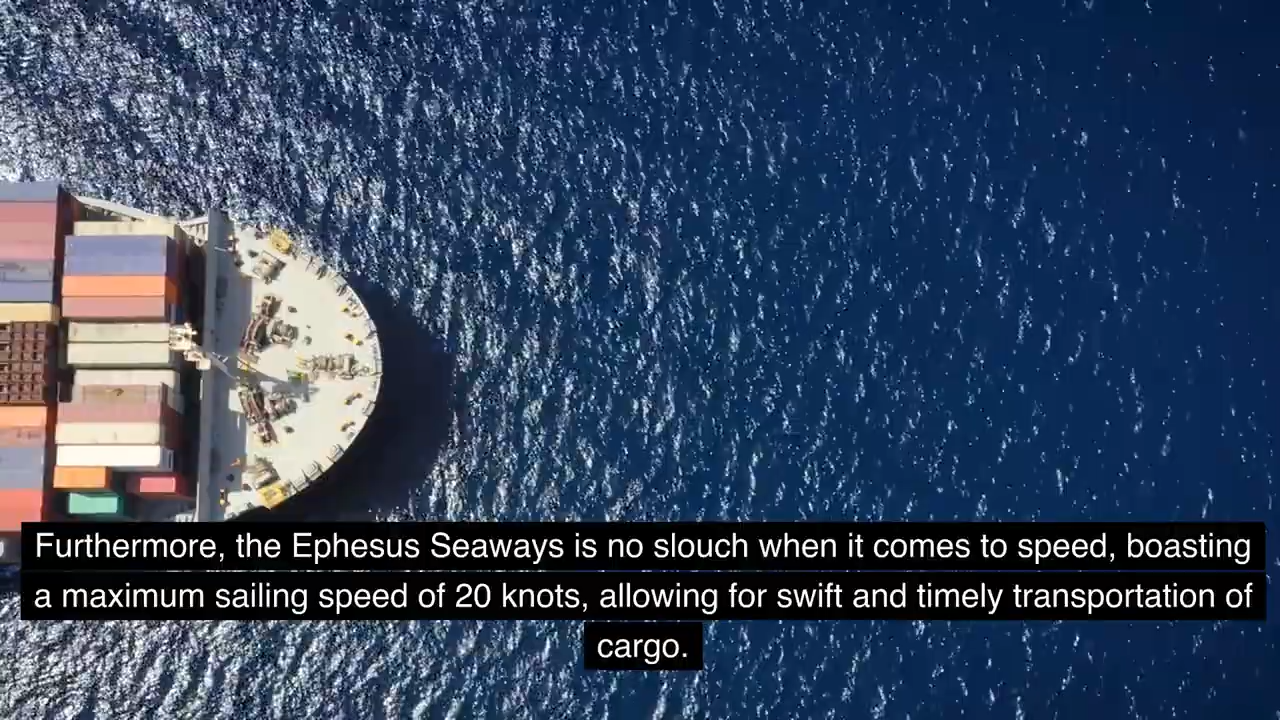 Furthermore, the Ephesus Seaways is no slouch when it comes to speed, boasting
a maximum sailing speed of 20 knots, allowing for swift and timely transportation of
cargo.